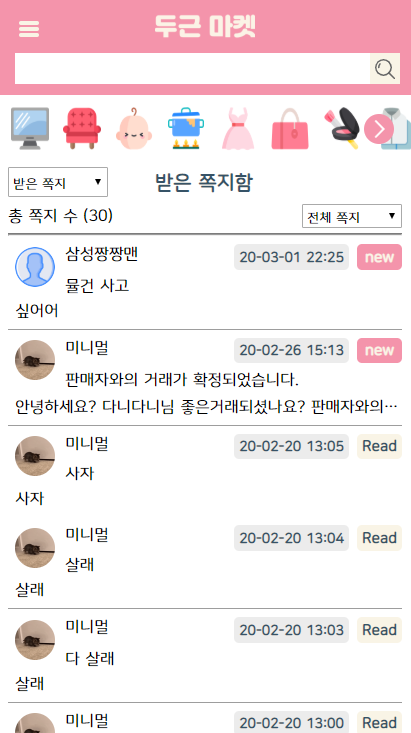 두근 마켓
받은 쪽지
받은 쪽지함
총 쪽지 수 (30)
전체 쪽지
삼성짱짱맨
20-03-01 22:25
new
뮬건 사고
싶어어
미니멀
20-02-26 15:13
new
판매자와의 거래가 확정되었습니다.
안녕하세요? 다니다니님 좋은거래되셨나요? 판매자와의…
미니멀
20-02-20 13:05
Read
사자
사자
미니멀
20-02-20 13:04
Read
살래
살래
미니멀
20-02-20 13:03
Read
다 살래
살래
미니멀
20-02-20 13:00
Read